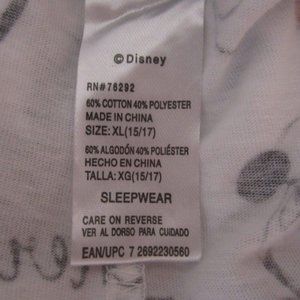 ©Disney
RN#76292
60% COTTON 40% POLYESTER
MADE IN CHINA
SIZE: XL(15/17)
60% ALGODÓN 40% POLIÉSTER
HECHO EN CHINA
TALLA: XG(15/17)
SLEEPWEAR
CARE ON REVERSE
VER AL DORSO PARA CUIDADO
EAN/UPC 7 2692230560